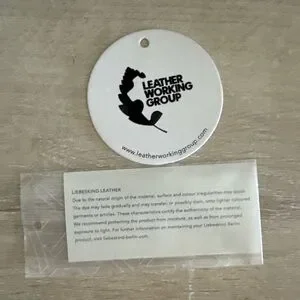 LEATHER
WORKING
GROUP
www.leatherworkinggroup.com
LIEBESKIND LEATHER
Due to the natural origin of the material, surface and colour irregularities may occur.
The dye may fade gradually and may transfer, or possibly stain, onto lighter coloured
garments or articles. These characteristics certify the authenticity of the material.
We recommend protecting the product from moisture, as well as from prolonged
exposure to light. For further information on maintaining your Liebeskind Berlin
product, visit liebeskind-berlin.com.